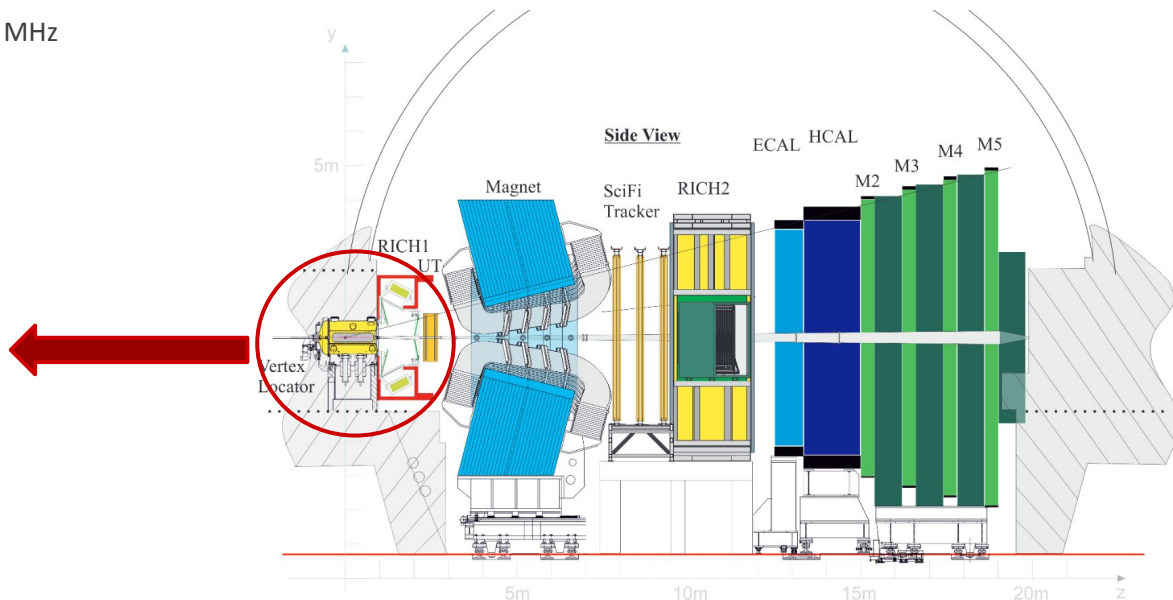 MHz
y
Side View
ECAL
HCAL
M5
M4
M3
M2
5m
Magnet
SciFi
Tracker
RICH2
RICH1
UT
Vertex
Locator
5m
10m
15m
20m
z